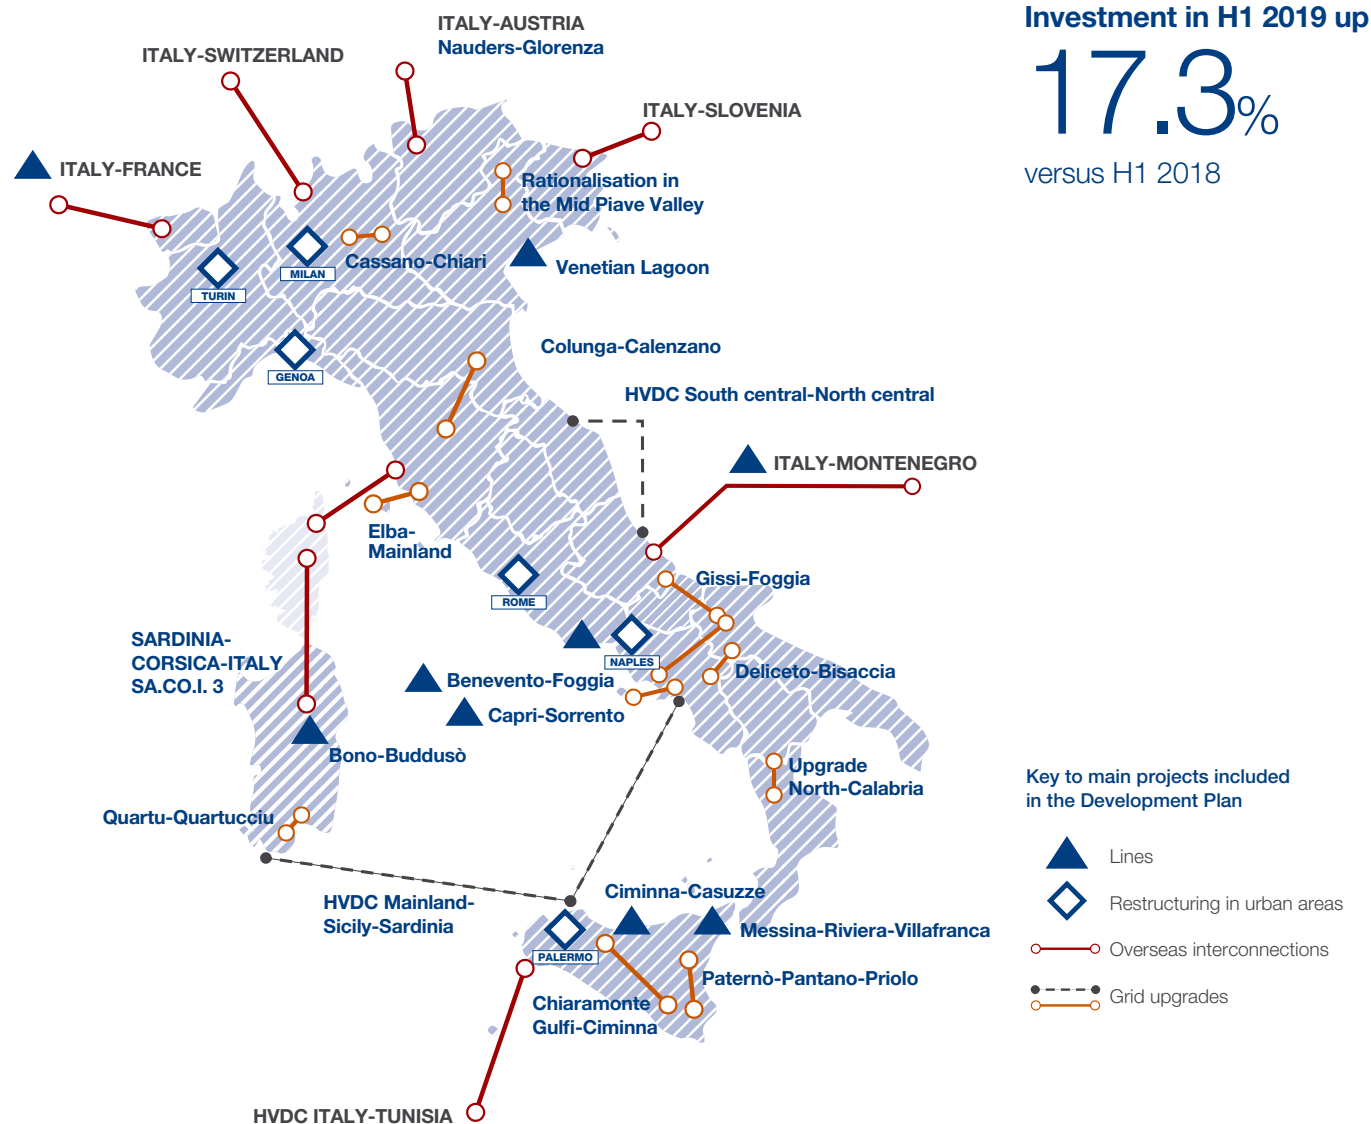 Investment in H1 2019 up
17.3%
versus H1 2018
ITALY-AUSTRIA
Nauders-Glorenza
ITALY-SWITZERLAND
ITALY-SLOVENIA
ITALY-FRANCE
Rationalisation in
the Mid Piave Valley
Cassano-Chiari
MILAN
TURIN
Venetian Lagoon
GENOA
Colunga-Calenzano
HVDC South central-North central
ITALY-MONTENEGRO
Elba-
Mainland
ROME
Gissi-Foggia
SARDINIA-
CORSICA-ITALY
SA.CO.I. 3
NAPLES
Benevento-Foggia
Deliceto-Bisaccia
Capri-Sorrento
Bono-Buddusò
Upgrade
North-Calabria
Quartu-Quartucciu
HVDC Mainland-
Sicily-Sardinia
Ciminna-Casuzze
Messina-Riviera-Villafranca
PALERMO
Paternò-Pantano-Priolo
Chiaramonte
Gulfi-Ciminna
HVDC ITALY-TUNISIA
Key to main projects included
in the Development Plan
Lines
Restructuring in urban areas
Overseas interconnections
Grid upgrades